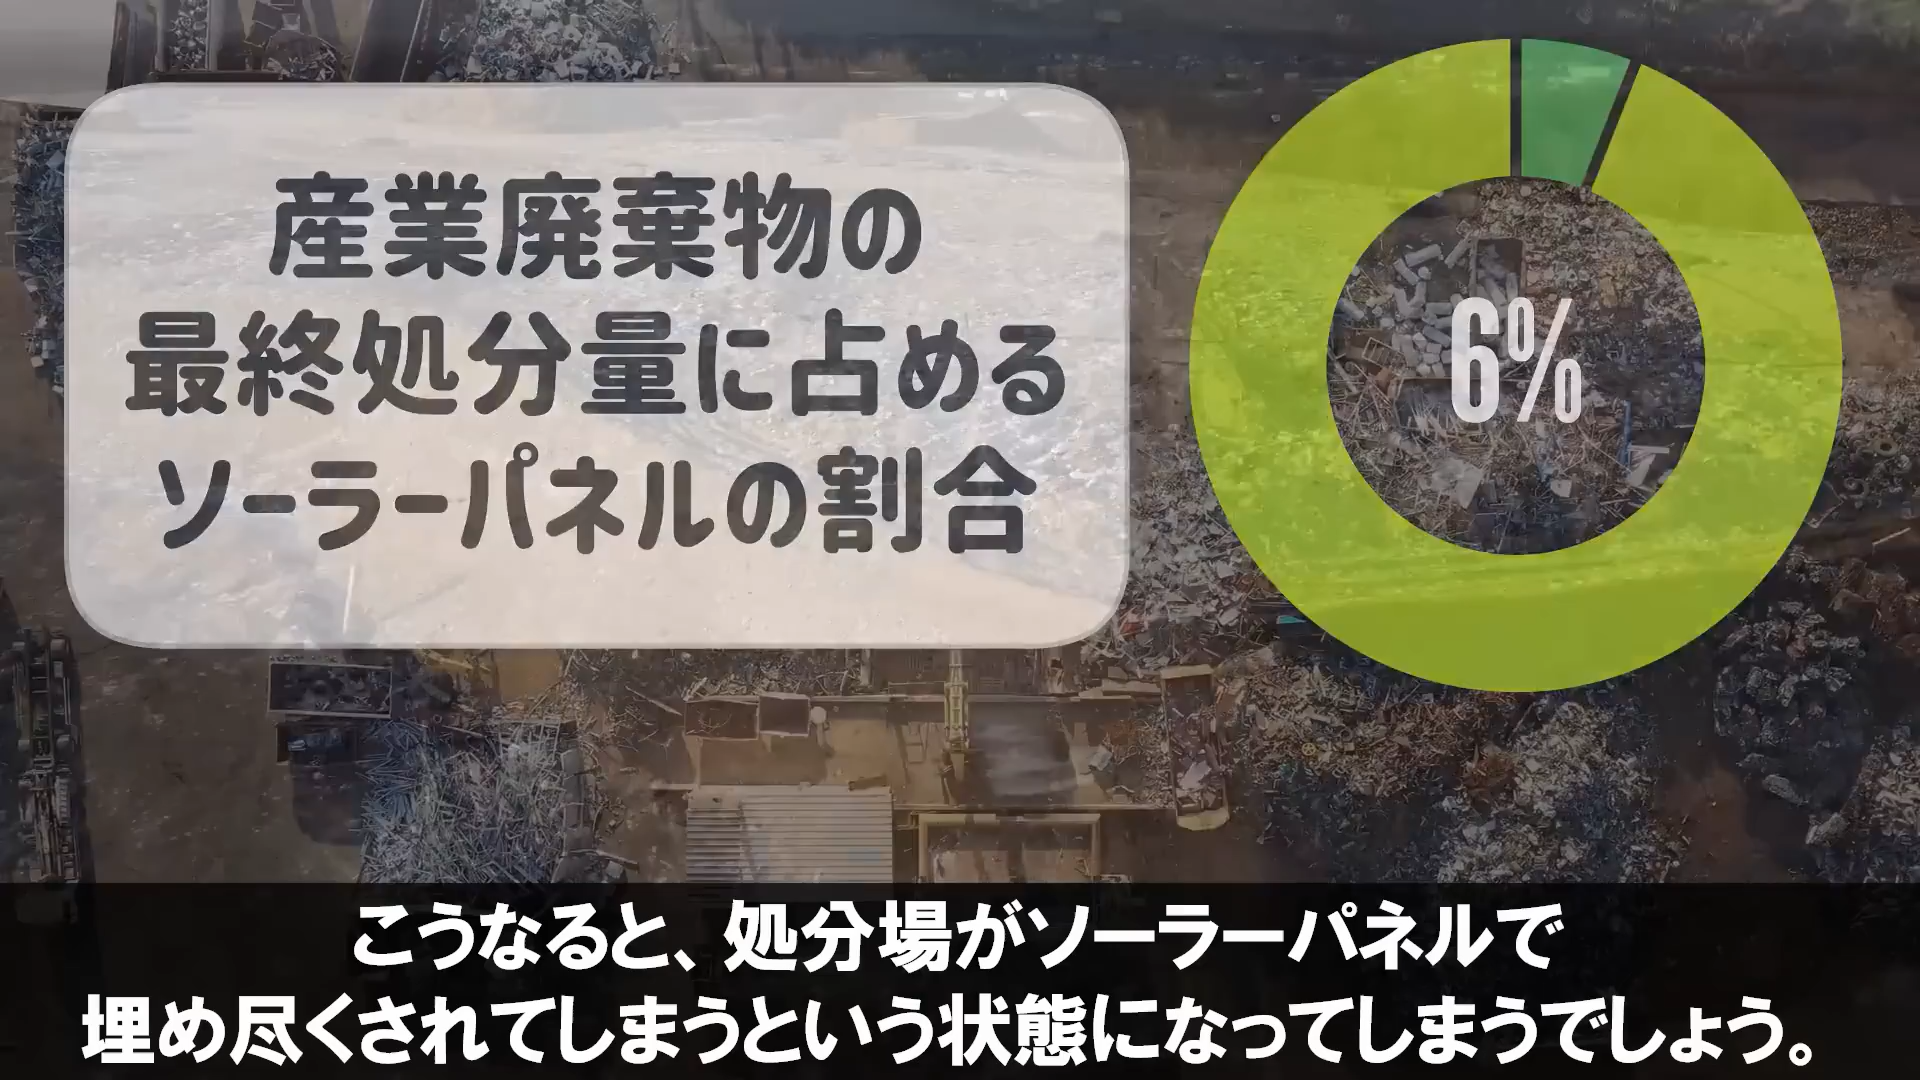 産業廃棄物の
最終処分量に占める
ソーラーパネルの割合
6%
こうなると、処分場がソーラーパネルで
埋め尽くされてしまうという状態になってしまうでしょう。